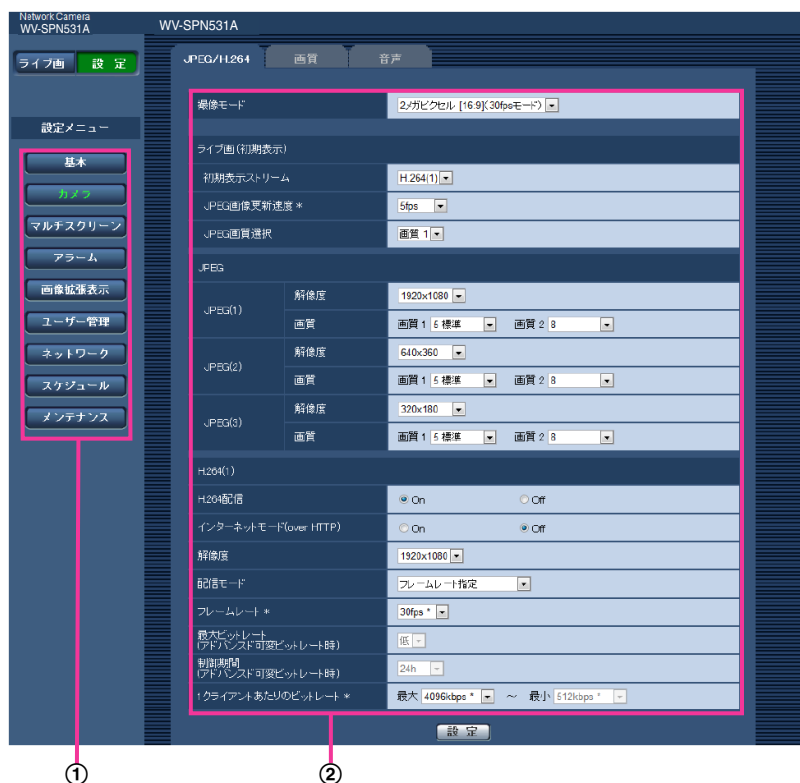 Network Camera
WV-SPN531A
WV-SPN531A
ライブ画 設 定
JPEG/H.264 画質 音声
設定メニュー
基本
カメラ
マルチスクリーン
アラーム
画像拡張表示
ユーザー管理
ネットワーク
スケジュール
メンテナンス
撮像モード 2メガピクセル [16:9](30fpsモード)
ライブ画(初期表示)
初期表示ストリーム H.264(1)
JPEG画像更新速度 * 5fps
JPEG画質選択 画質 1
JPEG
JPEG(1) 解像度 1920x1080
画質 画質 1 5 標準 画質 2 8
JPEG(2) 解像度 640x360
画質 画質 1 5 標準 画質 2 8
JPEG(3) 解像度 320x180
画質 画質 1 5 標準 画質 2 8
H.264(1)
H.264配信 On Off
インターネットモード(over HTTP) On Off
解像度 1920x1080
配信モード フレームレート指定
フレームレート * 30fps *
最大ビットレート
(アドバンスド可変ビットレート時) 低
制御期間
(アドバンスド可変ビットレート時) 24h
1クライアントあたりのビットレート * 最大 4096kbps * ～ 最小 512kbps *
設 定
① ②